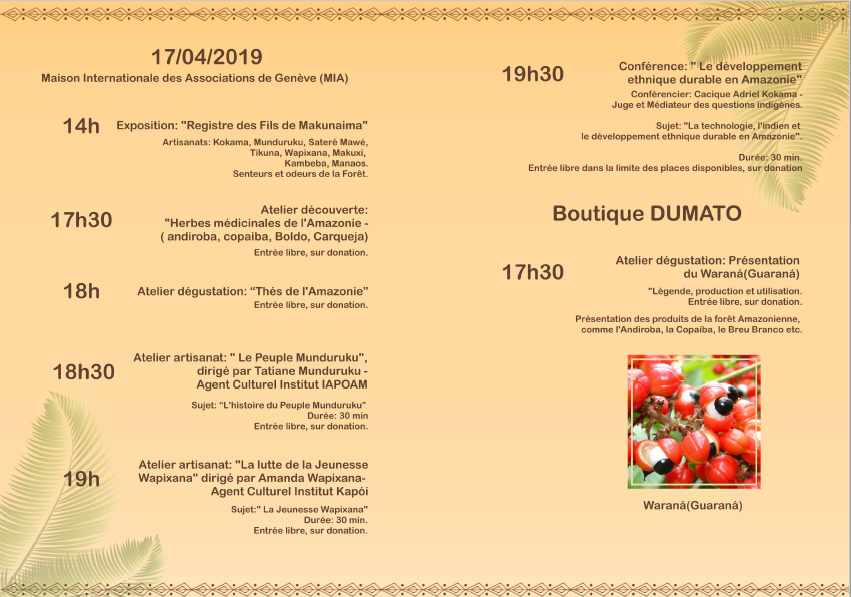 17/04/2019
Maison Internationale des Associations de Genève (MIA)
14h
Exposition: "Registre des Fils de Makunaima"
Artisanats: Kokama, Munduruku, Sateré Mawé,
Tikuna, Wapixana, Makuxi,
Kambeba, Manaos.
Senteurs et odeurs de la Forêt.
17h30
Atelier découverte:
"Herbes médicinales de l'Amazonie -
( andiroba, copaiba, Boldo, Carqueja)
Entrée libre, sur donation.
18h
Atelier dégustation: “Thés de l'Amazonie”
Entrée libre, sur donation.
18h30
Atelier artisanat: " Le Peuple Munduruku",
dirigé par Tatiane Munduruku -
Agent Culturel Institut IAPOAM
Sujet: “L'histoire du Peuple Munduruku”
Durée: 30 min
Entrée libre, sur donation.
19h
Atelier artisanat: "La lutte de la Jeunesse
Wapixana" dirigé par Amanda Wapixana-
Agent Culturel Institut Kapói
Sujet:" La Jeunesse Wapixana"
Durée: 30 min.
Entrée libre, sur donation.
19h30
Conférence: " Le développement
ethnique durable en Amazonie"
Conférencier: Cacique Adriel Kokama -
Juge et Médiateur des questions indigènes.
Sujet: "La technologie, l'indien et
le développement ethnique durable en Amazonie".
Durée: 30 min.
Entrée libre dans la limite des places disponibles, sur donation
Boutique DUMATO
17h30
Atelier dégustation: Présentation
du Waraná(Guaraná)
"Légende, production et utilisation.
Entrée libre, sur donation.
Présentation des produits de la forêt Amazonienne,
comme l'Andiroba, la Copaíba, le Breu Branco etc.
Waraná(Guaraná)